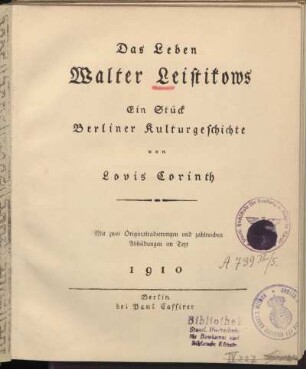 Das Leben
Walter Leistikows
Ein Stück
Berliner Kulturgeschichte
von
Lovis Corinth
Mit zwei Originalradierungen und zahlreichen
Abbildungen im Text
1910
Berlin
bei Paul Cassirer
Bibliothek